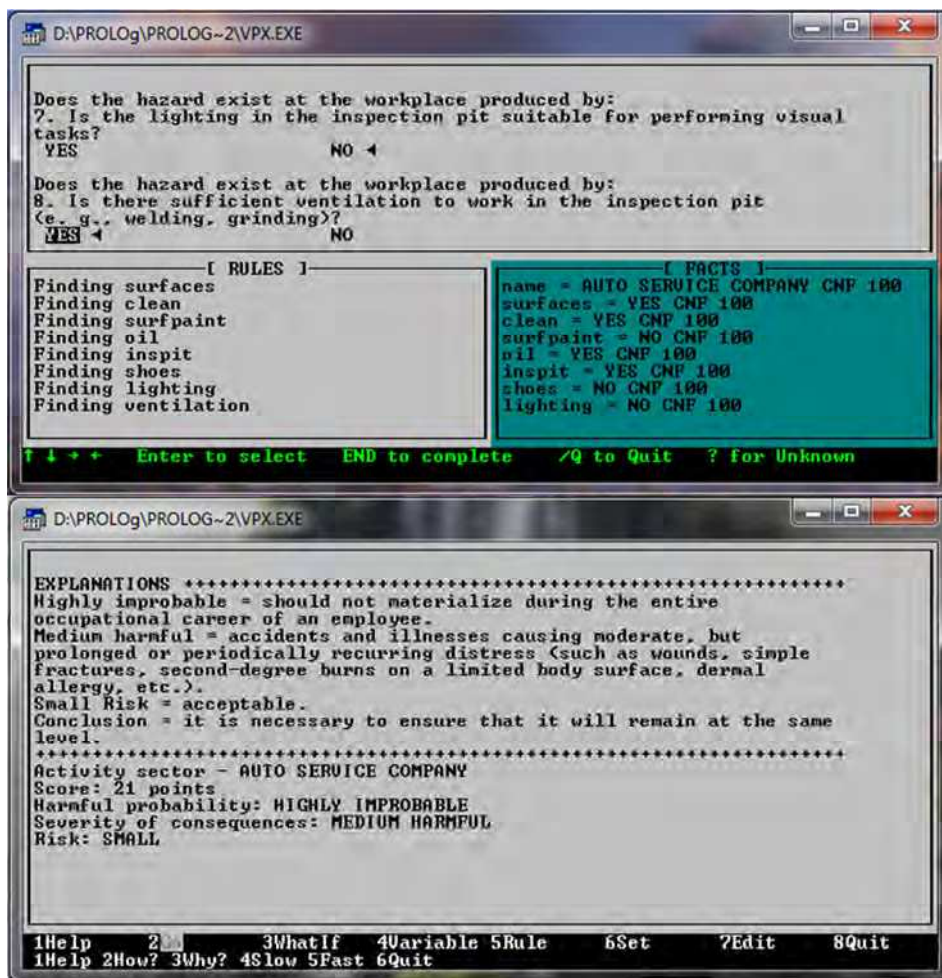 D:\PROLOg\PROLOG~2\VPX.EXE
Does the hazard exist at the workplace produced by:
7. Is the lighting in the inspection pit suitable for performing visual
tasks?
YES NO ◄
Does the hazard exist at the workplace produced by:
8. Is there sufficient ventilation to work in the inspection pit
(e. g., welding, grinding)?
YES ◄ NO
[ RULES ]
Finding surfaces
Finding clean
Finding surfpaint
Finding oil
Finding inspit
Finding shoes
Finding lighting
Finding ventilation
[ FACTS ]
name = AUTO SERVICE COMPANY CNF 100
surfaces = YES CNF 100
clean = YES CNF 100
surfpaint = NO CNF 100
oil = YES CNF 100
inspit = YES CNF 100
shoes = NO CNF 100
lighting = NO CNF 100
↑ ↓ → ← Enter to select END to complete /Q to Quit ? for Unknown
D:\PROLOg\PROLOG~2\VPX.EXE
EXPLANATIONS ++++++++++++++++++++++++++++++++++++++++++++++++++++++++++
Highly improbable = should not materialize during the entire
occupational career of an employee.
Medium harmful = accidents and illnesses causing moderate, but
prolonged or periodically recurring distress (such as wounds, simple
fractures, second-degree burns on a limited body surface, dermal
allergy, etc.).
Small Risk = acceptable.
Conclusion = it is necessary to ensure that it will remain at the same
level.
+++++++++++++++++++++++++++++++++++++++++++++++++++++++++++++++++++++++
Activity sector - AUTO SERVICE COMPANY
Score: 21 points
Harmful probability: HIGHLY IMPROBABLE
Severity of consequences: MEDIUM HARMFUL
Risk: SMALL
1Help 2 3WhatIf 4Variable 5Rule 6Set 7Edit 8Quit
1Help 2How? 3Why? 4Slow 5Fast 6Quit